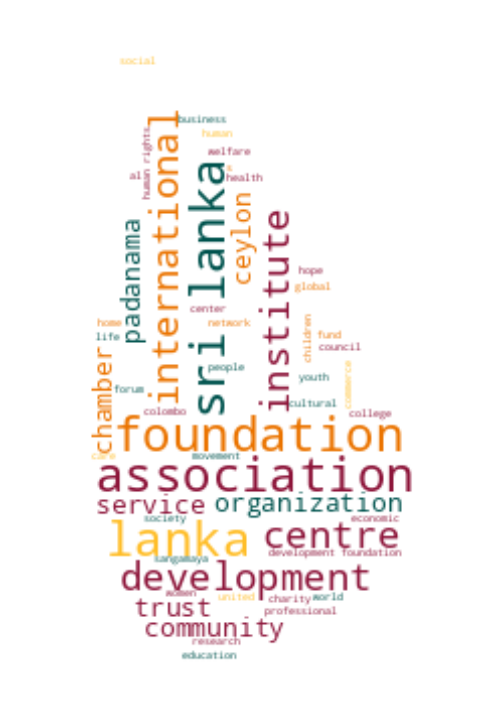 social
business
human
international
human rights
welfare
al
s
health
sri lanka
ceylon
padanama
institute
hope
global
center
home
network
life
children
fund
council
chamber
people
commerce
forum
youth
colombo
cultural
college
foundation
care
movement
association
service
organization
society
economic
lanka
centre
development foundation
sangamaya
development
women
united
charity
world
trust
professional
community
research
education